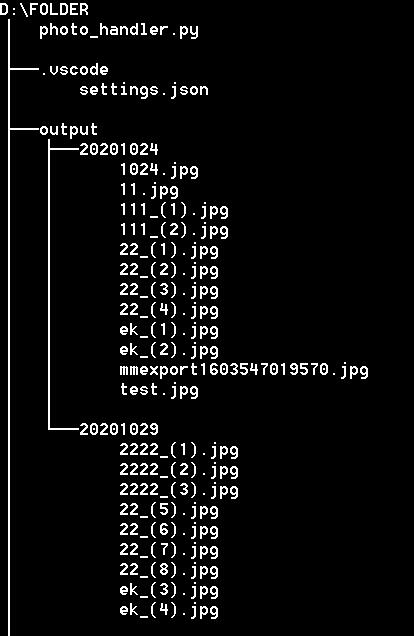 D:\FOLDER
photo_handler.py
.vscode
settings.json
output
20201024
1024.jpg
11.jpg
111_(1).jpg
111_(2).jpg
22_(1).jpg
22_(2).jpg
22_(3).jpg
22_(4).jpg
ek_(1).jpg
ek_(2).jpg
mmexport1603547019570.jpg
test.jpg
20201029
2222_(1).jpg
2222_(2).jpg
2222_(3).jpg
22_(5).jpg
22_(6).jpg
22_(7).jpg
22_(8).jpg
ek_(3).jpg
ek_(4).jpg